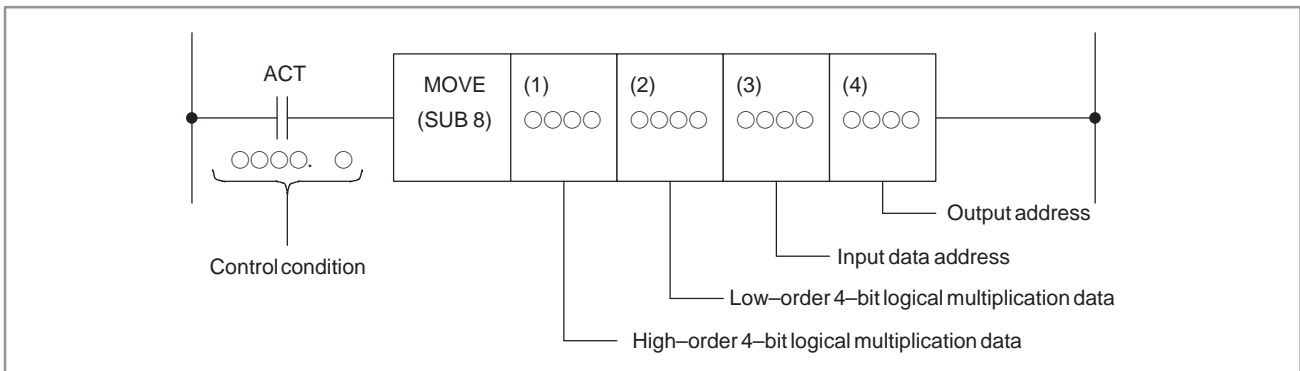 ACT
MOVE (1) (2) (3) (4)
(SUB 8) ○○○○ ○○○○ ○○○○ ○○○○
○○○○. ○
Output address
Input data address
Control condition
Low–order 4–bit logical multiplication data
High–order 4–bit logical multiplication data